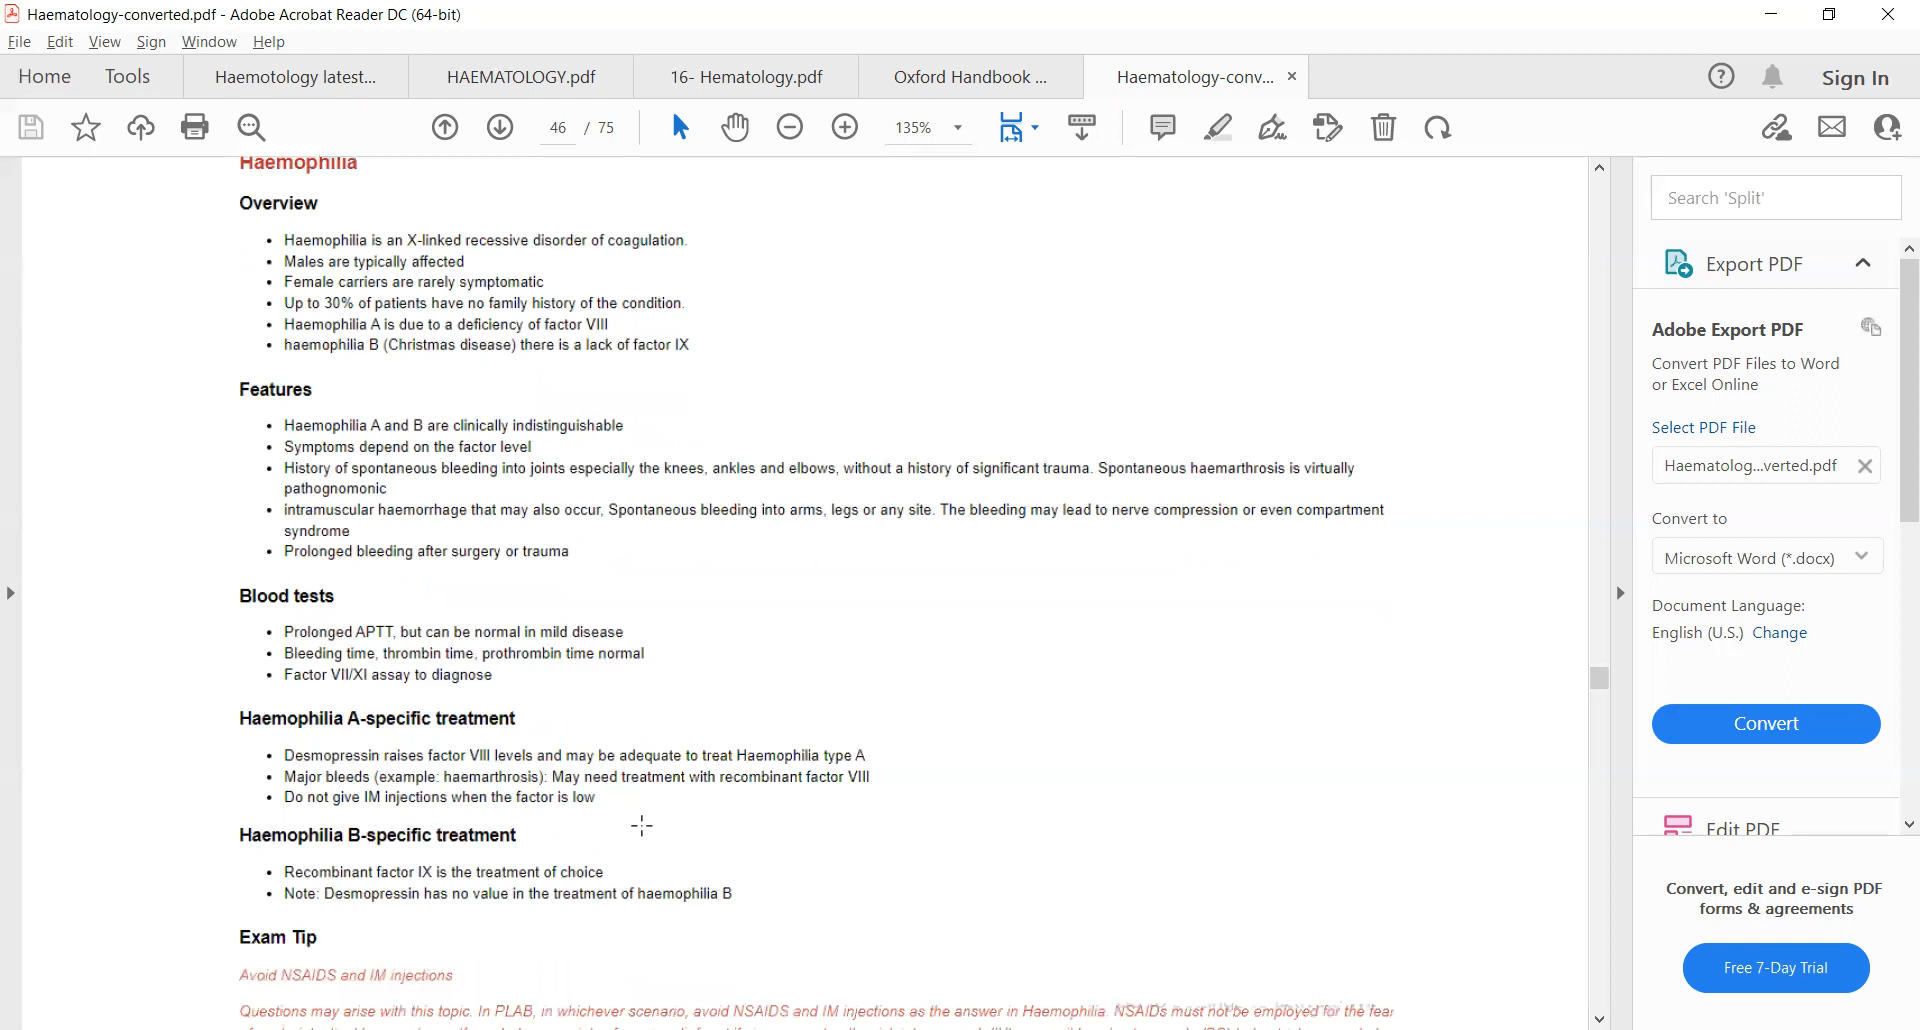 Haematology-converted.pdf - Adobe Acrobat Reader DC (64-bit)
File Edit View Sign Window Help
Home Tools Haemotology latest... HAEMATOLOGY.pdf 16- Hematology.pdf Oxford Handbook ... Haematology-conv... × Sign In
46 / 75 135%
Haemophilia
Overview
• Haemophilia is an X-linked recessive disorder of coagulation.
• Males are typically affected
• Female carriers are rarely symptomatic
• Up to 30% of patients have no family history of the condition.
• Haemophilia A is due to a deficiency of factor VIII
• haemophilia B (Christmas disease) there is a lack of factor IX
Features
• Haemophilia A and B are clinically indistinguishable
• Symptoms depend on the factor level
• History of spontaneous bleeding into joints especially the knees, ankles and elbows, without a history of significant trauma. Spontaneous haemarthrosis is virtually
pathognomonic
• intramuscular haemorrhage that may also occur, Spontaneous bleeding into arms, legs or any site. The bleeding may lead to nerve compression or even compartment
syndrome
• Prolonged bleeding after surgery or trauma
Blood tests
• Prolonged APTT, but can be normal in mild disease
• Bleeding time, thrombin time, prothrombin time normal
• Factor VII/XI assay to diagnose
Haemophilia A-specific treatment
• Desmopressin raises factor VIII levels and may be adequate to treat Haemophilia type A
• Major bleeds (example: haemarthrosis): May need treatment with recombinant factor VIII
• Do not give IM injections when the factor is low
Haemophilia B-specific treatment
• Recombinant factor IX is the treatment of choice
• Note: Desmopressin has no value in the treatment of haemophilia B
Exam Tip
Avoid NSAIDS and IM injections
Questions may arise with this topic. In PLAB, in whichever scenario, avoid NSAIDS and IM injections as the answer in Haemophilia. NSAIDS must not be employed for the fear
Search 'Split'
Export PDF
Adobe Export PDF
Convert PDF Files to Word
or Excel Online
Select PDF File
Haematolog...verted.pdf
Convert to
Microsoft Word (*.docx)
Document Language:
English (U.S.) Change
Convert
Edit PDF
Convert, edit and e-sign PDF
forms & agreements
Free 7-Day Trial